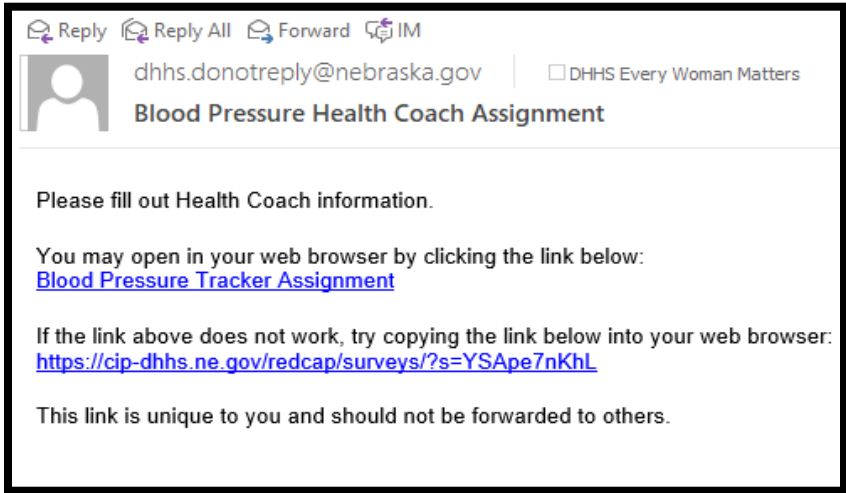 Reply Reply All Forward IM
dhhs.donotreply@nebraska.gov DHHS Every Woman Matters
Blood Pressure Health Coach Assignment
Please fill out Health Coach information.
You may open in your web browser by clicking the link below:
Blood Pressure Tracker Assignment
If the link above does not work, try copying the link below into your web browser:
https://cip-dhhs.ne.gov/redcap/surveys/?s=YSApe7nKhL
This link is unique to you and should not be forwarded to others.